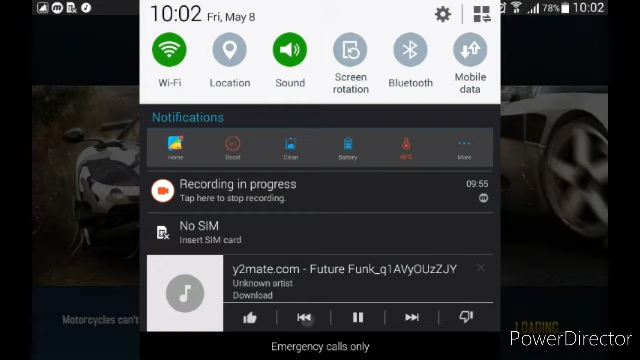 10:02 Fri, May 8
78% 10:02
Wi-Fi
Location
Sound
Screen
rotation
Bluetooth
Mobile
data
Notifications
Home
Boost
Clean
Battery
More
Recording in progress
09:55
Tap here to stop recording.
No SIM
Insert SIM card
y2mate.com - Future Funk_q1AVyOUzZJY
Unknown artist
Download
Motorcycles can't
LOADING
PowerDirector
Emergency calls only